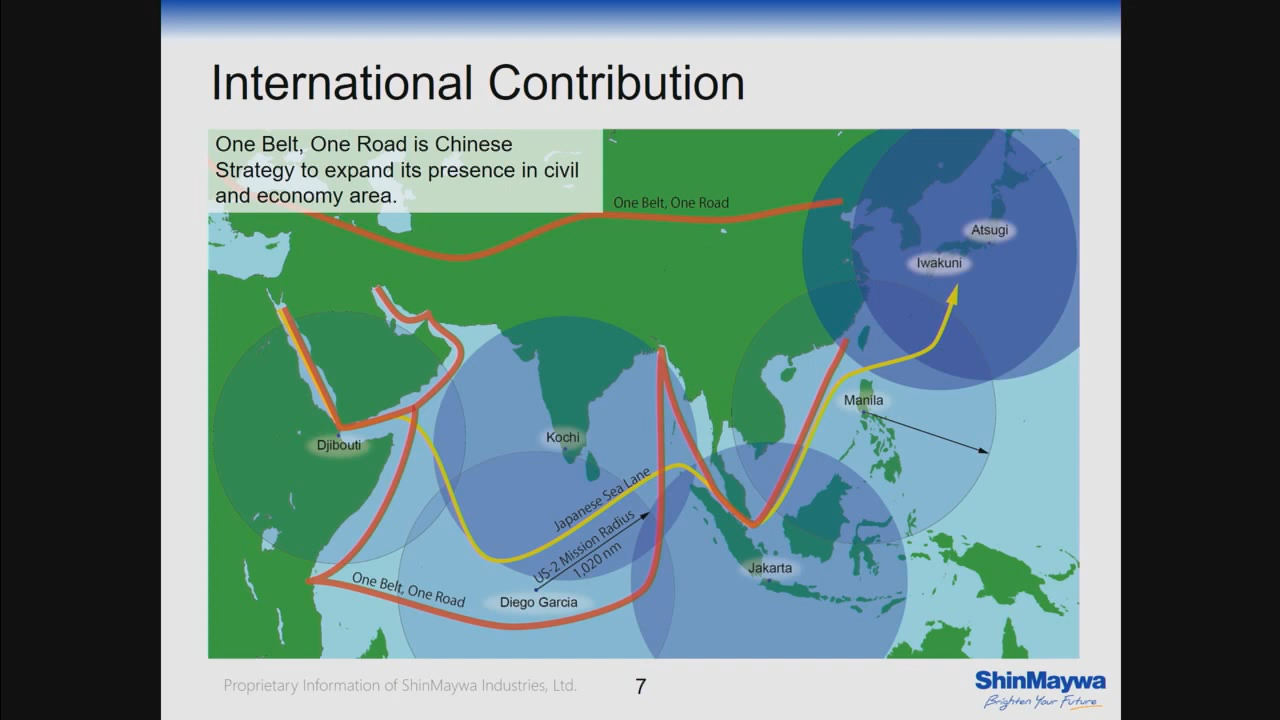 International Contribution
One Belt, One Road is Chinese
Strategy to expand its presence in civil
and economy area.
One Belt, One Road
Atsugi
Iwakuni
Manila
Kochi
Djibouti
Japanese Sea Lane
US-2 Mission Radius
1,020 nm
Jakarta
One Belt, One Road
Diego Garcia
Proprietary Information of ShinMaywa Industries, Ltd.
7
ShinMaywa
Brighten Your Future